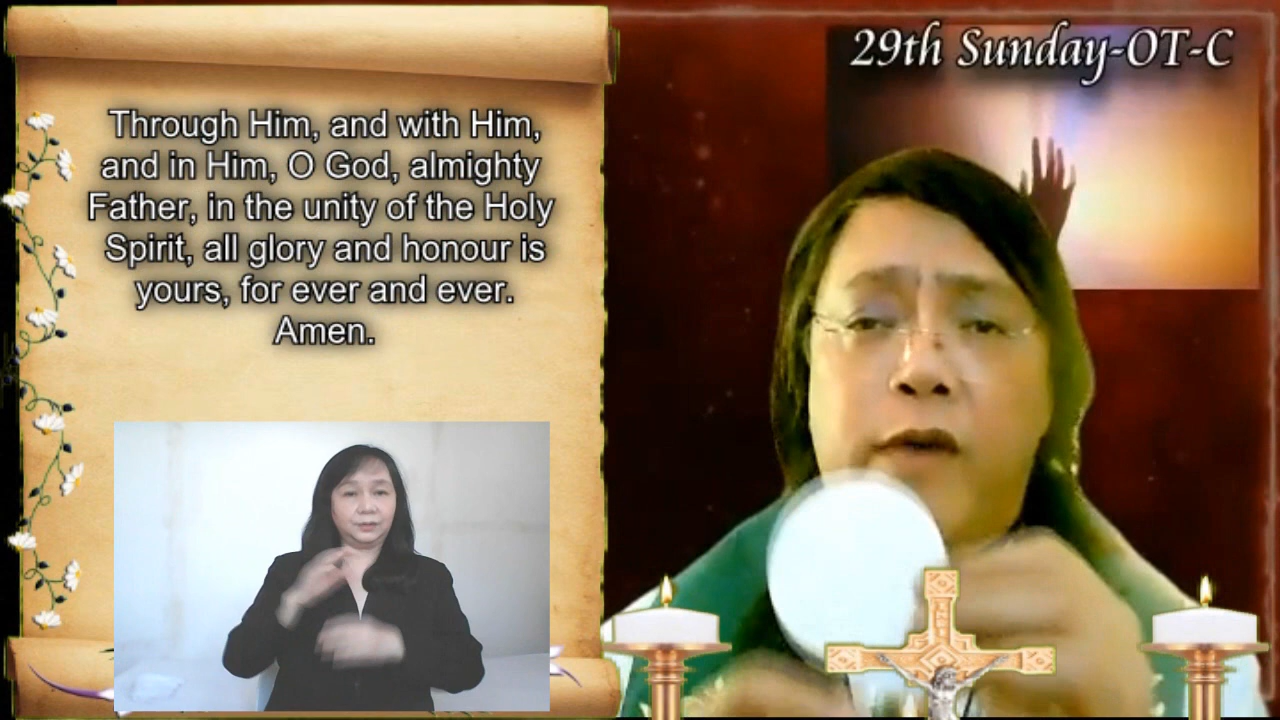 29th Sunday-OT-C
Through Him, and with Him,
and in Him, O God, almighty
Father, in the unity of the Holy
Spirit, all glory and honour is
yours, for ever and ever.
Amen.
INRI